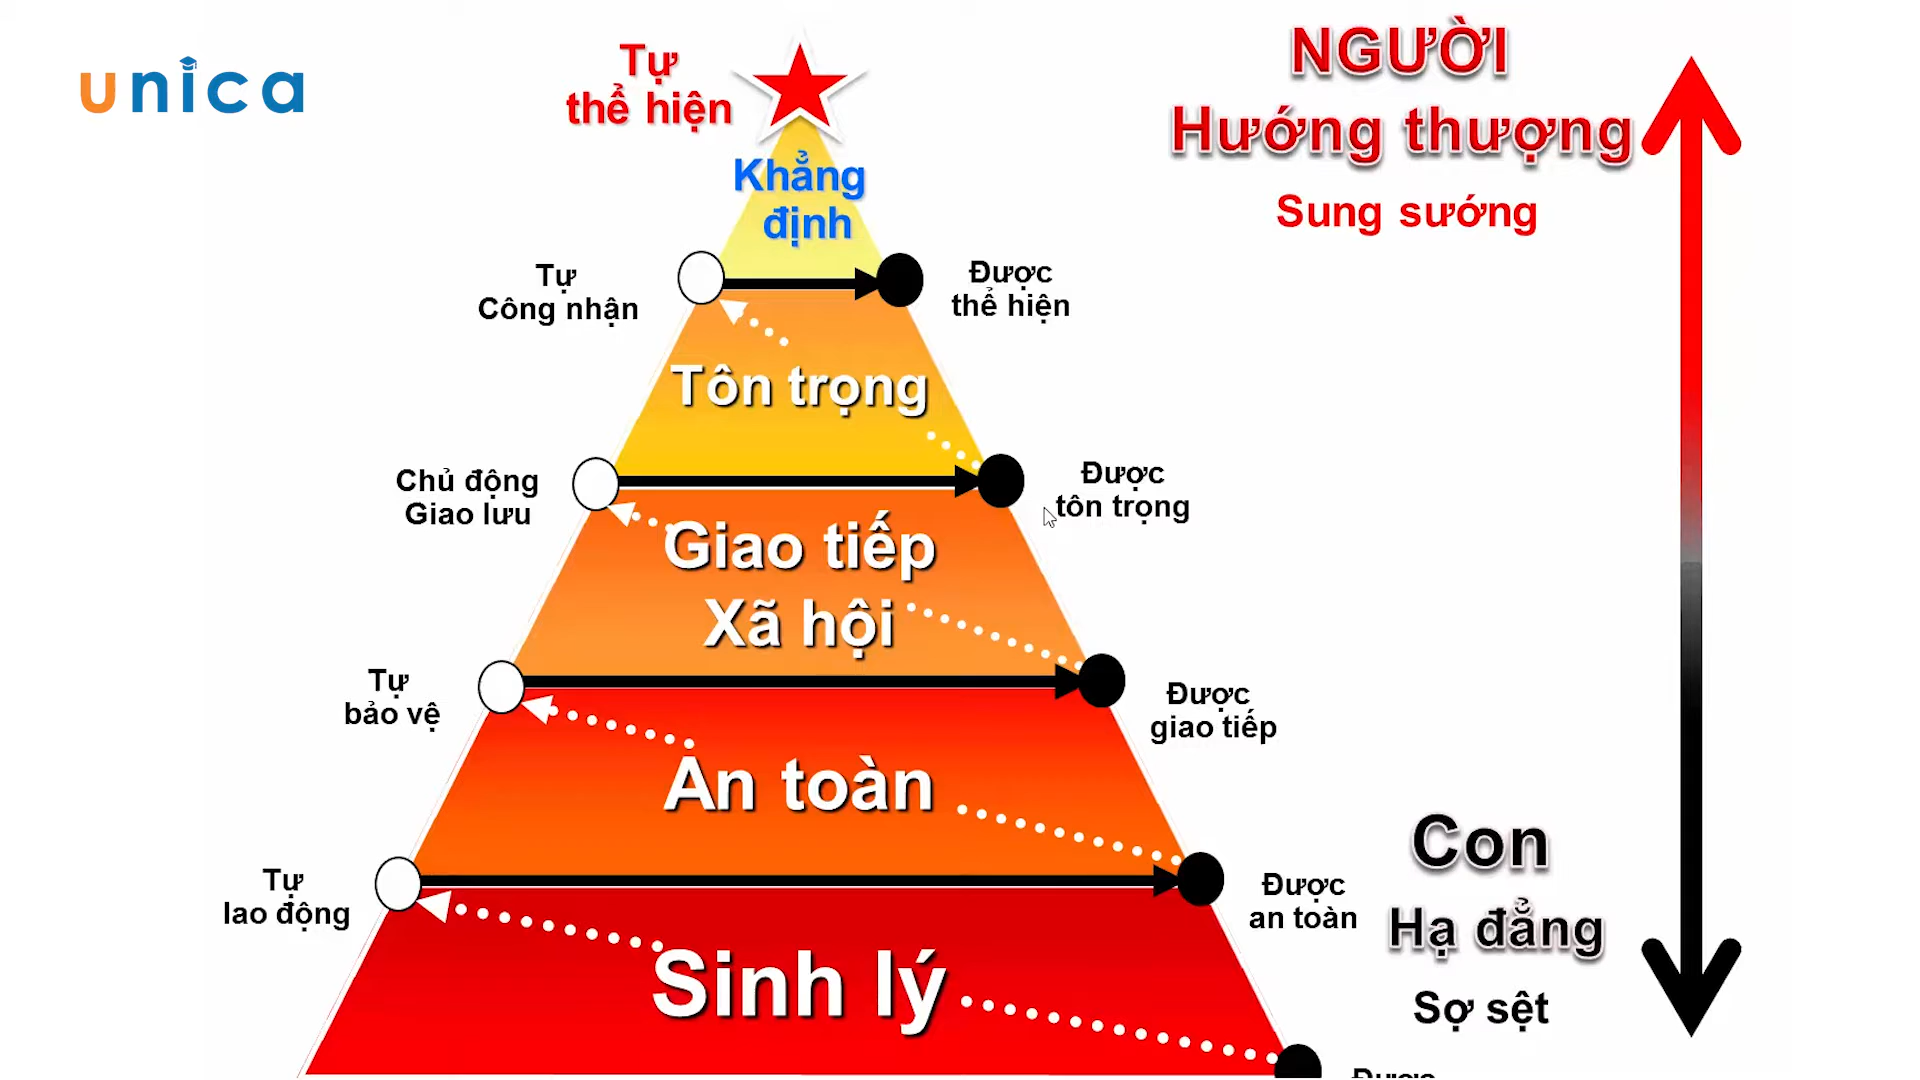 unica
Tự
thể hiện
NGƯỜI
Hướng thượng
Sung sướng
Khẳng
định
Tự
Công nhận
Được
thể hiện
Tôn trọng
Chủ động
Giao lưu
Được
tôn trọng
Giao tiếp
Xã hội
Tự
bảo vệ
Được
giao tiếp
An toàn
Con
Hạ đẳng
Sợ sệt
Tự
lao động
Được
an toàn
Sinh lý
Được